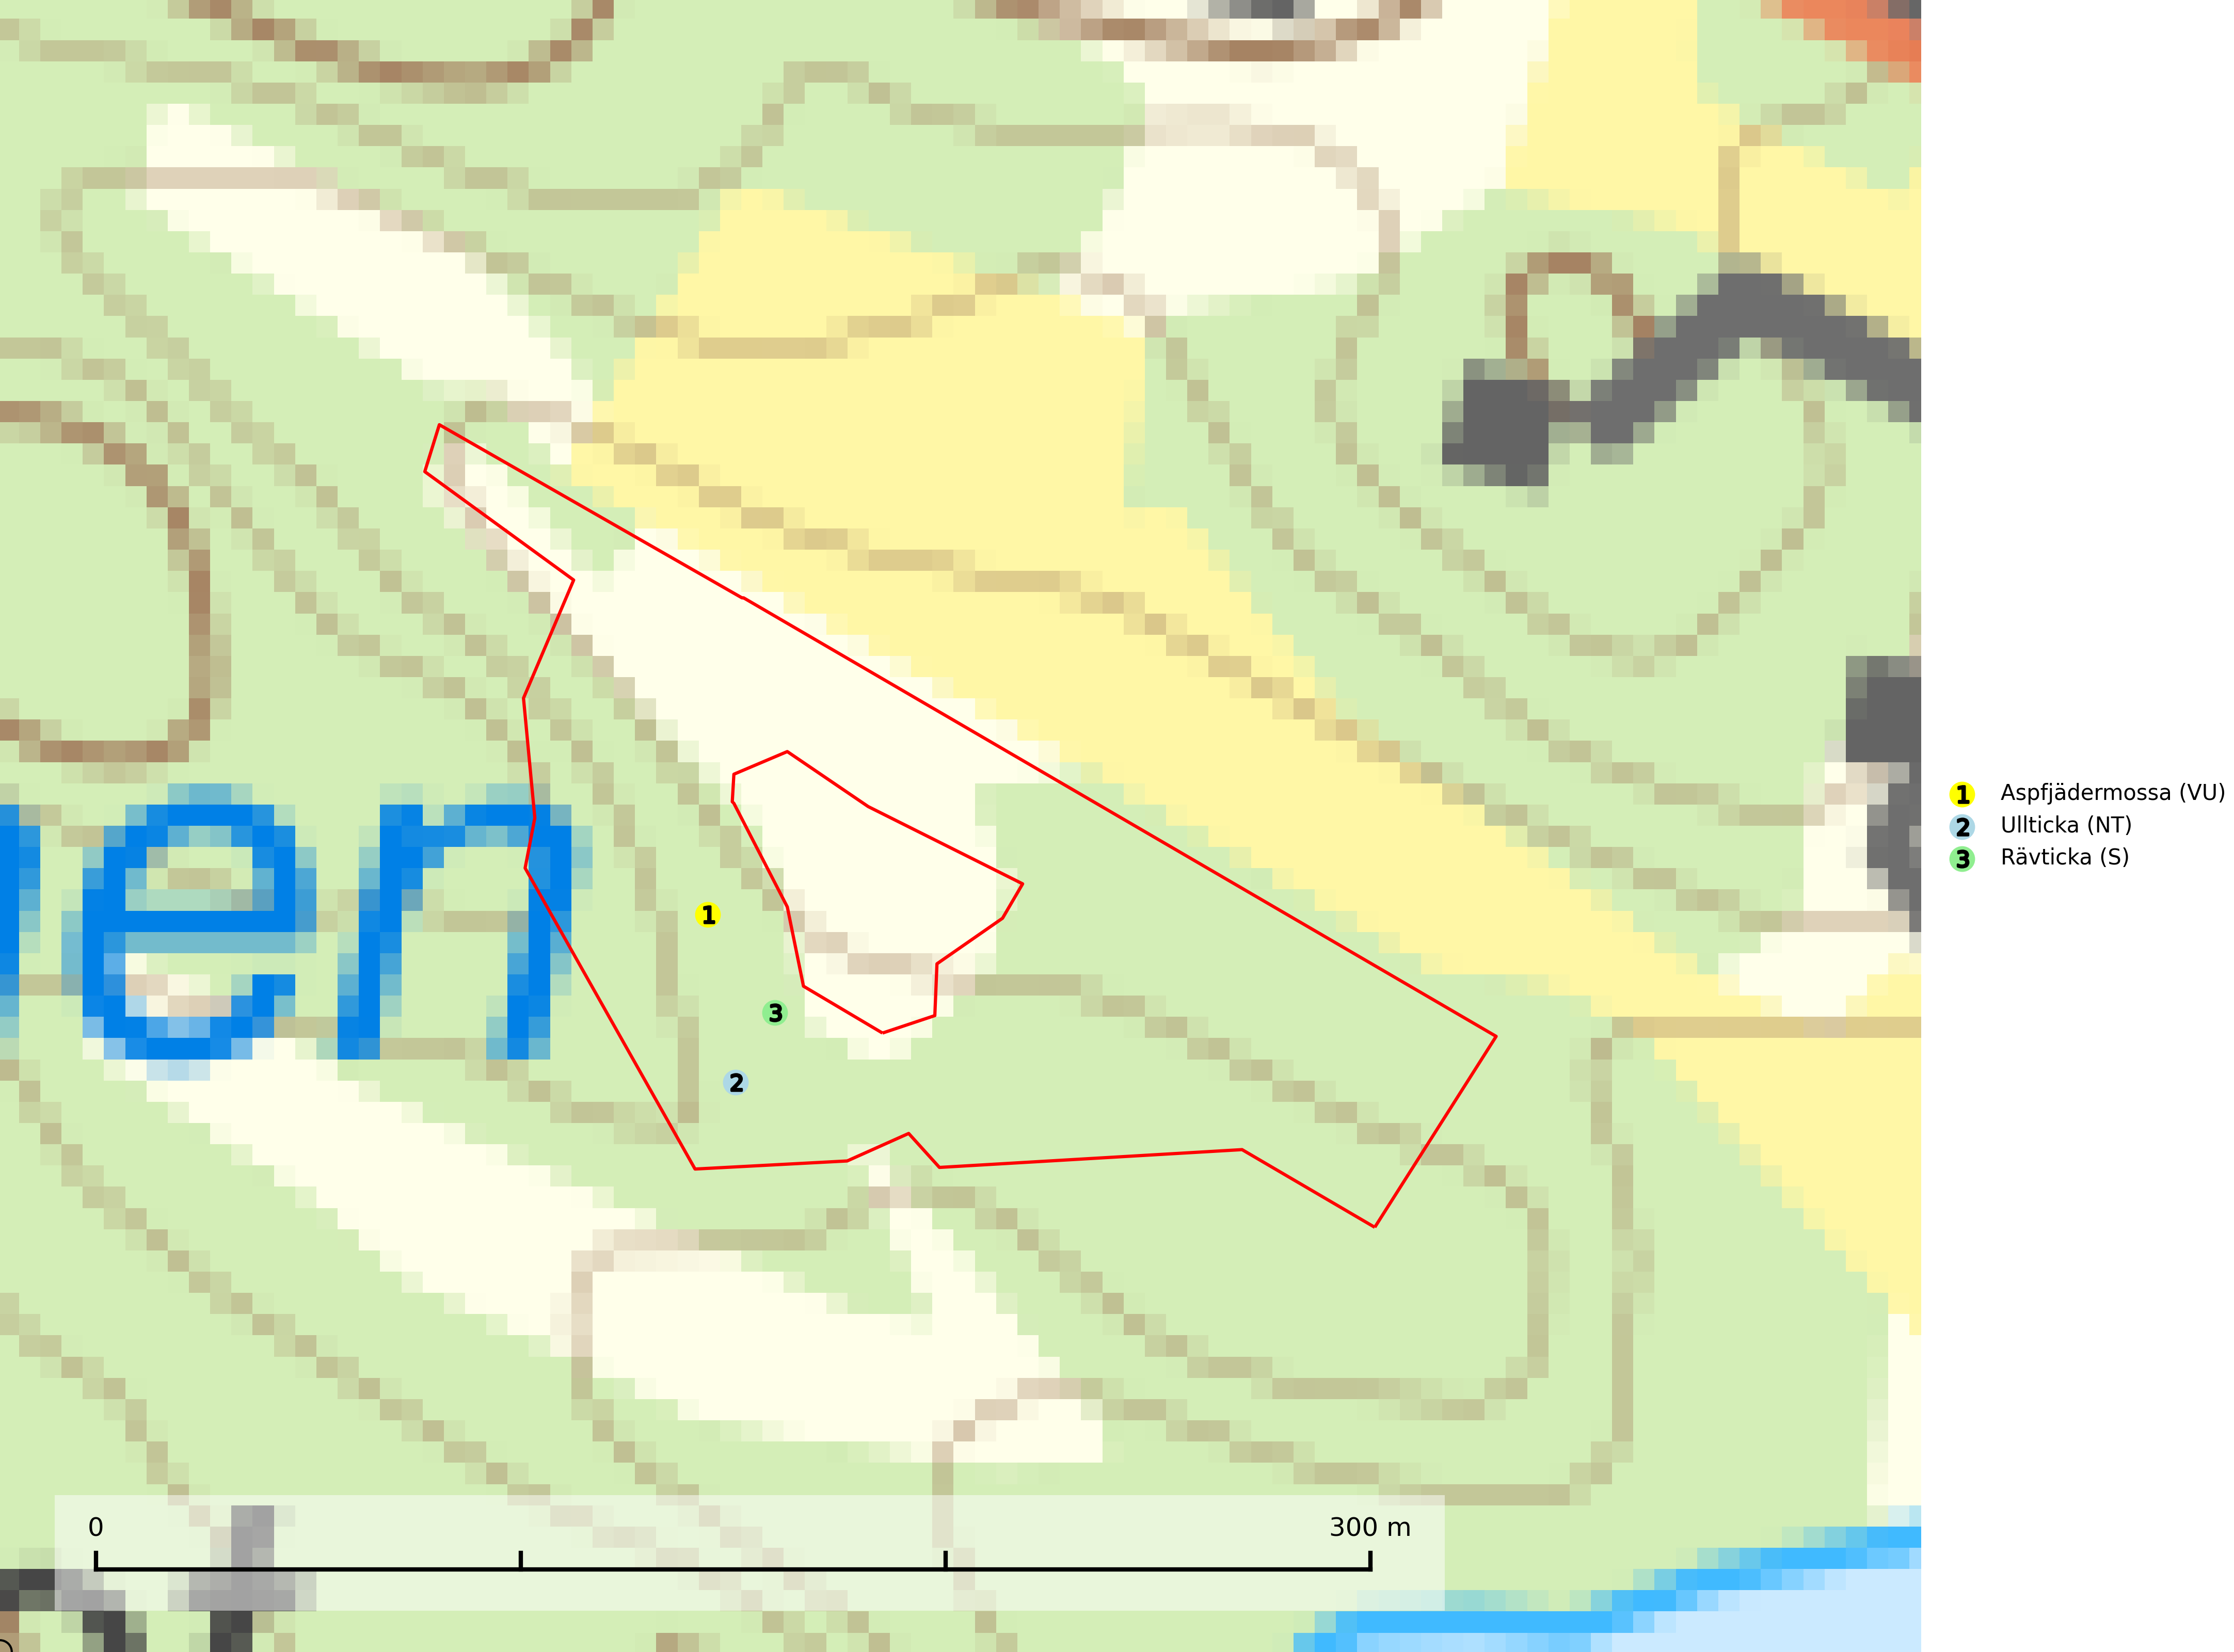 en
1
3
2
0 300 m
1 Aspfjädermossa (VU)
2 Ullticka (NT)
3 Rävticka (S)